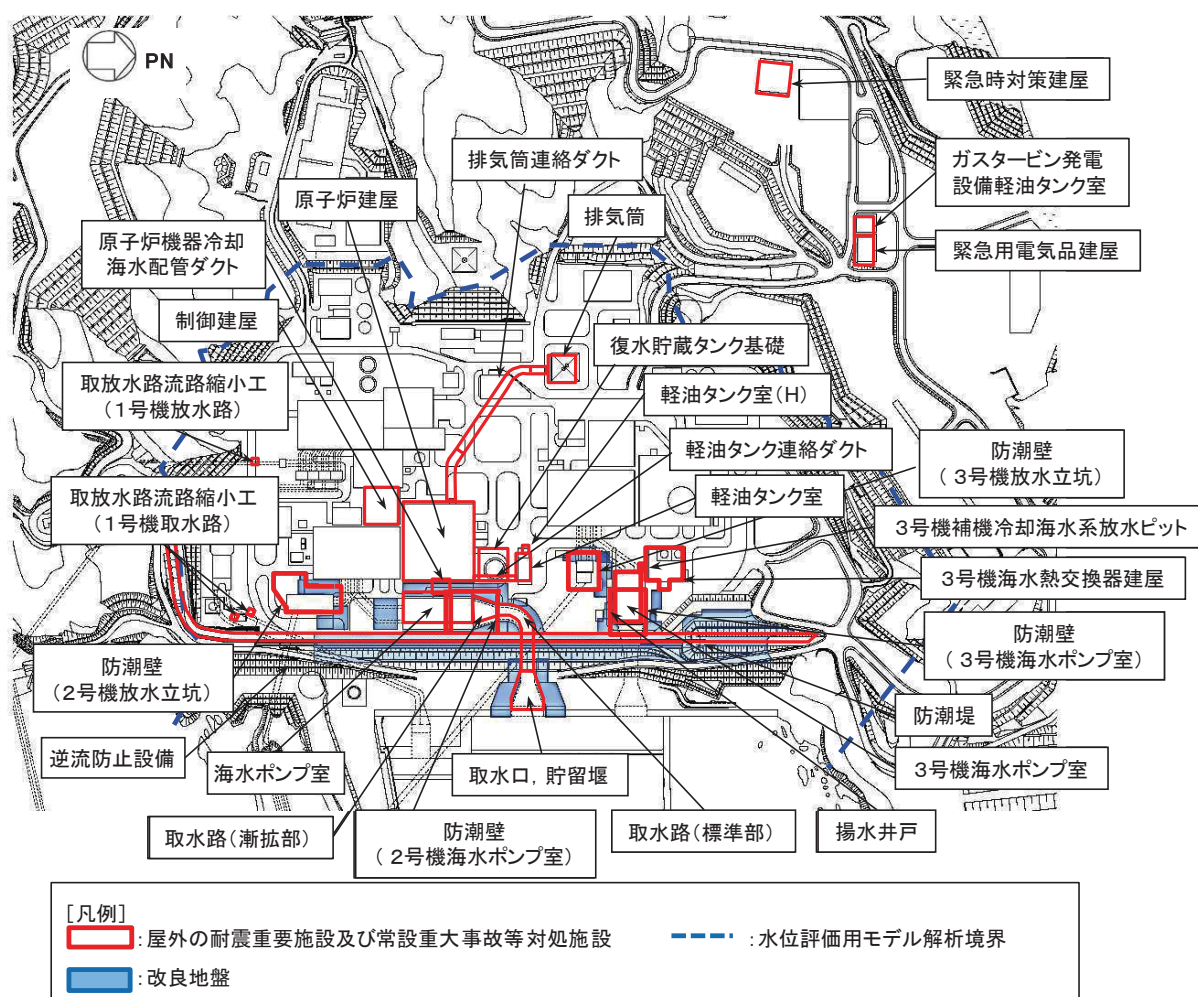 PN
緊急時対策建屋
排気筒連絡ダクト
ガスタービン発電
設備軽油タンク室
原子炉建屋
排気筒
原子炉機器冷却
海水配管ダクト
緊急用電気品建屋
制御建屋
復水貯蔵タンク基礎
取放水路流路縮小工
(1号機放水路)
軽油タンク室(H)
軽油タンク連絡ダクト
防潮壁
(3号機放水立坑)
取放水路流路縮小工
(1号機取水路)
軽油タンク室
3号機補機冷却海水系放水ピット
3号機海水熱交換器建屋
防潮壁
(2号機放水立坑)
防潮壁
(3号機海水ポンプ室)
防潮堤
逆流防止設備
海水ポンプ室
取水口，貯留堰
3号機海水ポンプ室
取水路(漸拡部)
防潮壁
(2号機海水ポンプ室)
取水路(標準部)
揚水井戸
[凡例]
:屋外の耐震重要施設及び常設重大事故等対処施設
:水位評価用モデル解析境界
:改良地盤